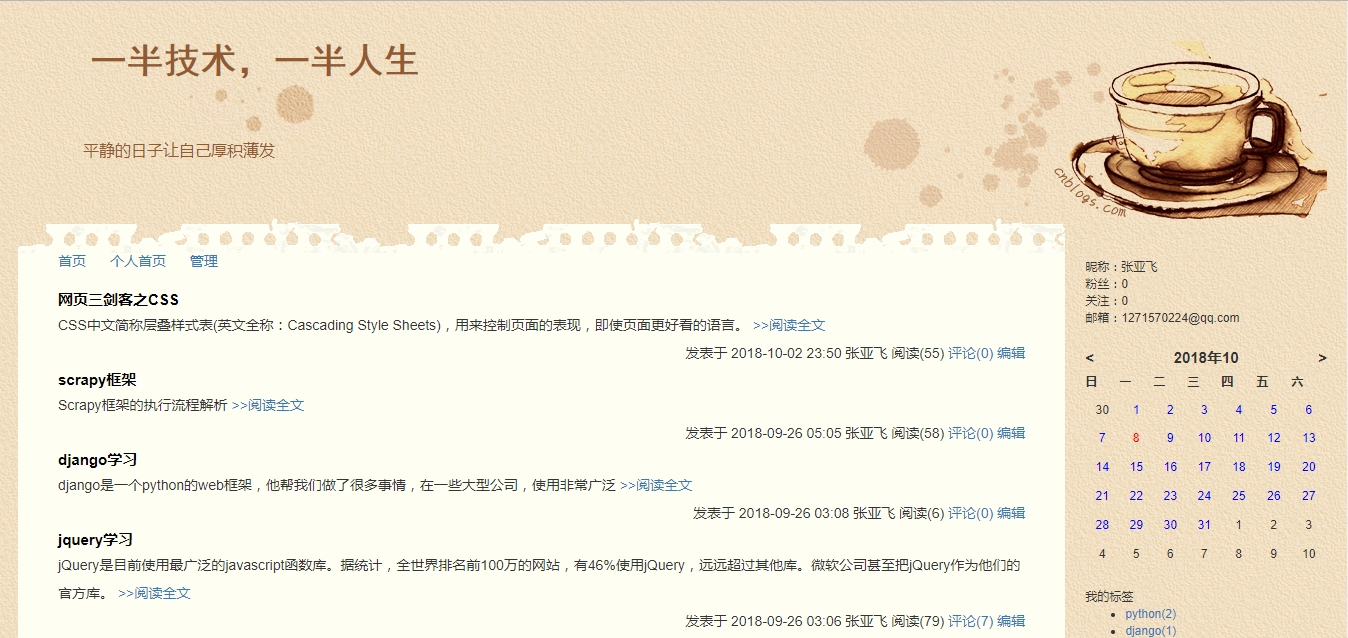 一半技术，一半人生
平静的日子让自己厚积薄发
cnblogs.com
首页 个人首页 管理
网页三剑客之CSS
CSS中文简称层叠样式表(英文全称：Cascading Style Sheets)，用来控制页面的表现，即使页面更好看的语言。 >>阅读全文
发表于 2018-10-02 23:50 张亚飞 阅读(55) 评论(0) 编辑
scrapy框架
Scrapy框架的执行流程解析 >>阅读全文
发表于 2018-09-26 05:05 张亚飞 阅读(58) 评论(0) 编辑
django学习
django是一个python的web框架，他帮我们做了很多事情，在一些大型公司，使用非常广泛 >>阅读全文
发表于 2018-09-26 03:08 张亚飞 阅读(6) 评论(0) 编辑
jquery学习
jQuery是目前使用最广泛的javascript函数库。据统计，全世界排名前100万的网站，有46%使用jQuery，远远超过其他库。微软公司甚至把jQuery作为他们的
官方库。 >>阅读全文
发表于 2018-09-26 03:06 张亚飞 阅读(79) 评论(7) 编辑
昵称：张亚飞
粉丝：0
关注：0
邮箱：1271570224@qq.com
< 2018年10 >
日 一 二 三 四 五 六
30 1 2 3 4 5 6
7 8 9 10 11 12 13
14 15 16 17 18 19 20
21 22 23 24 25 26 27
28 29 30 31 1 2 3
4 5 6 7 8 9 10
我的标签
python(2)
django(1)